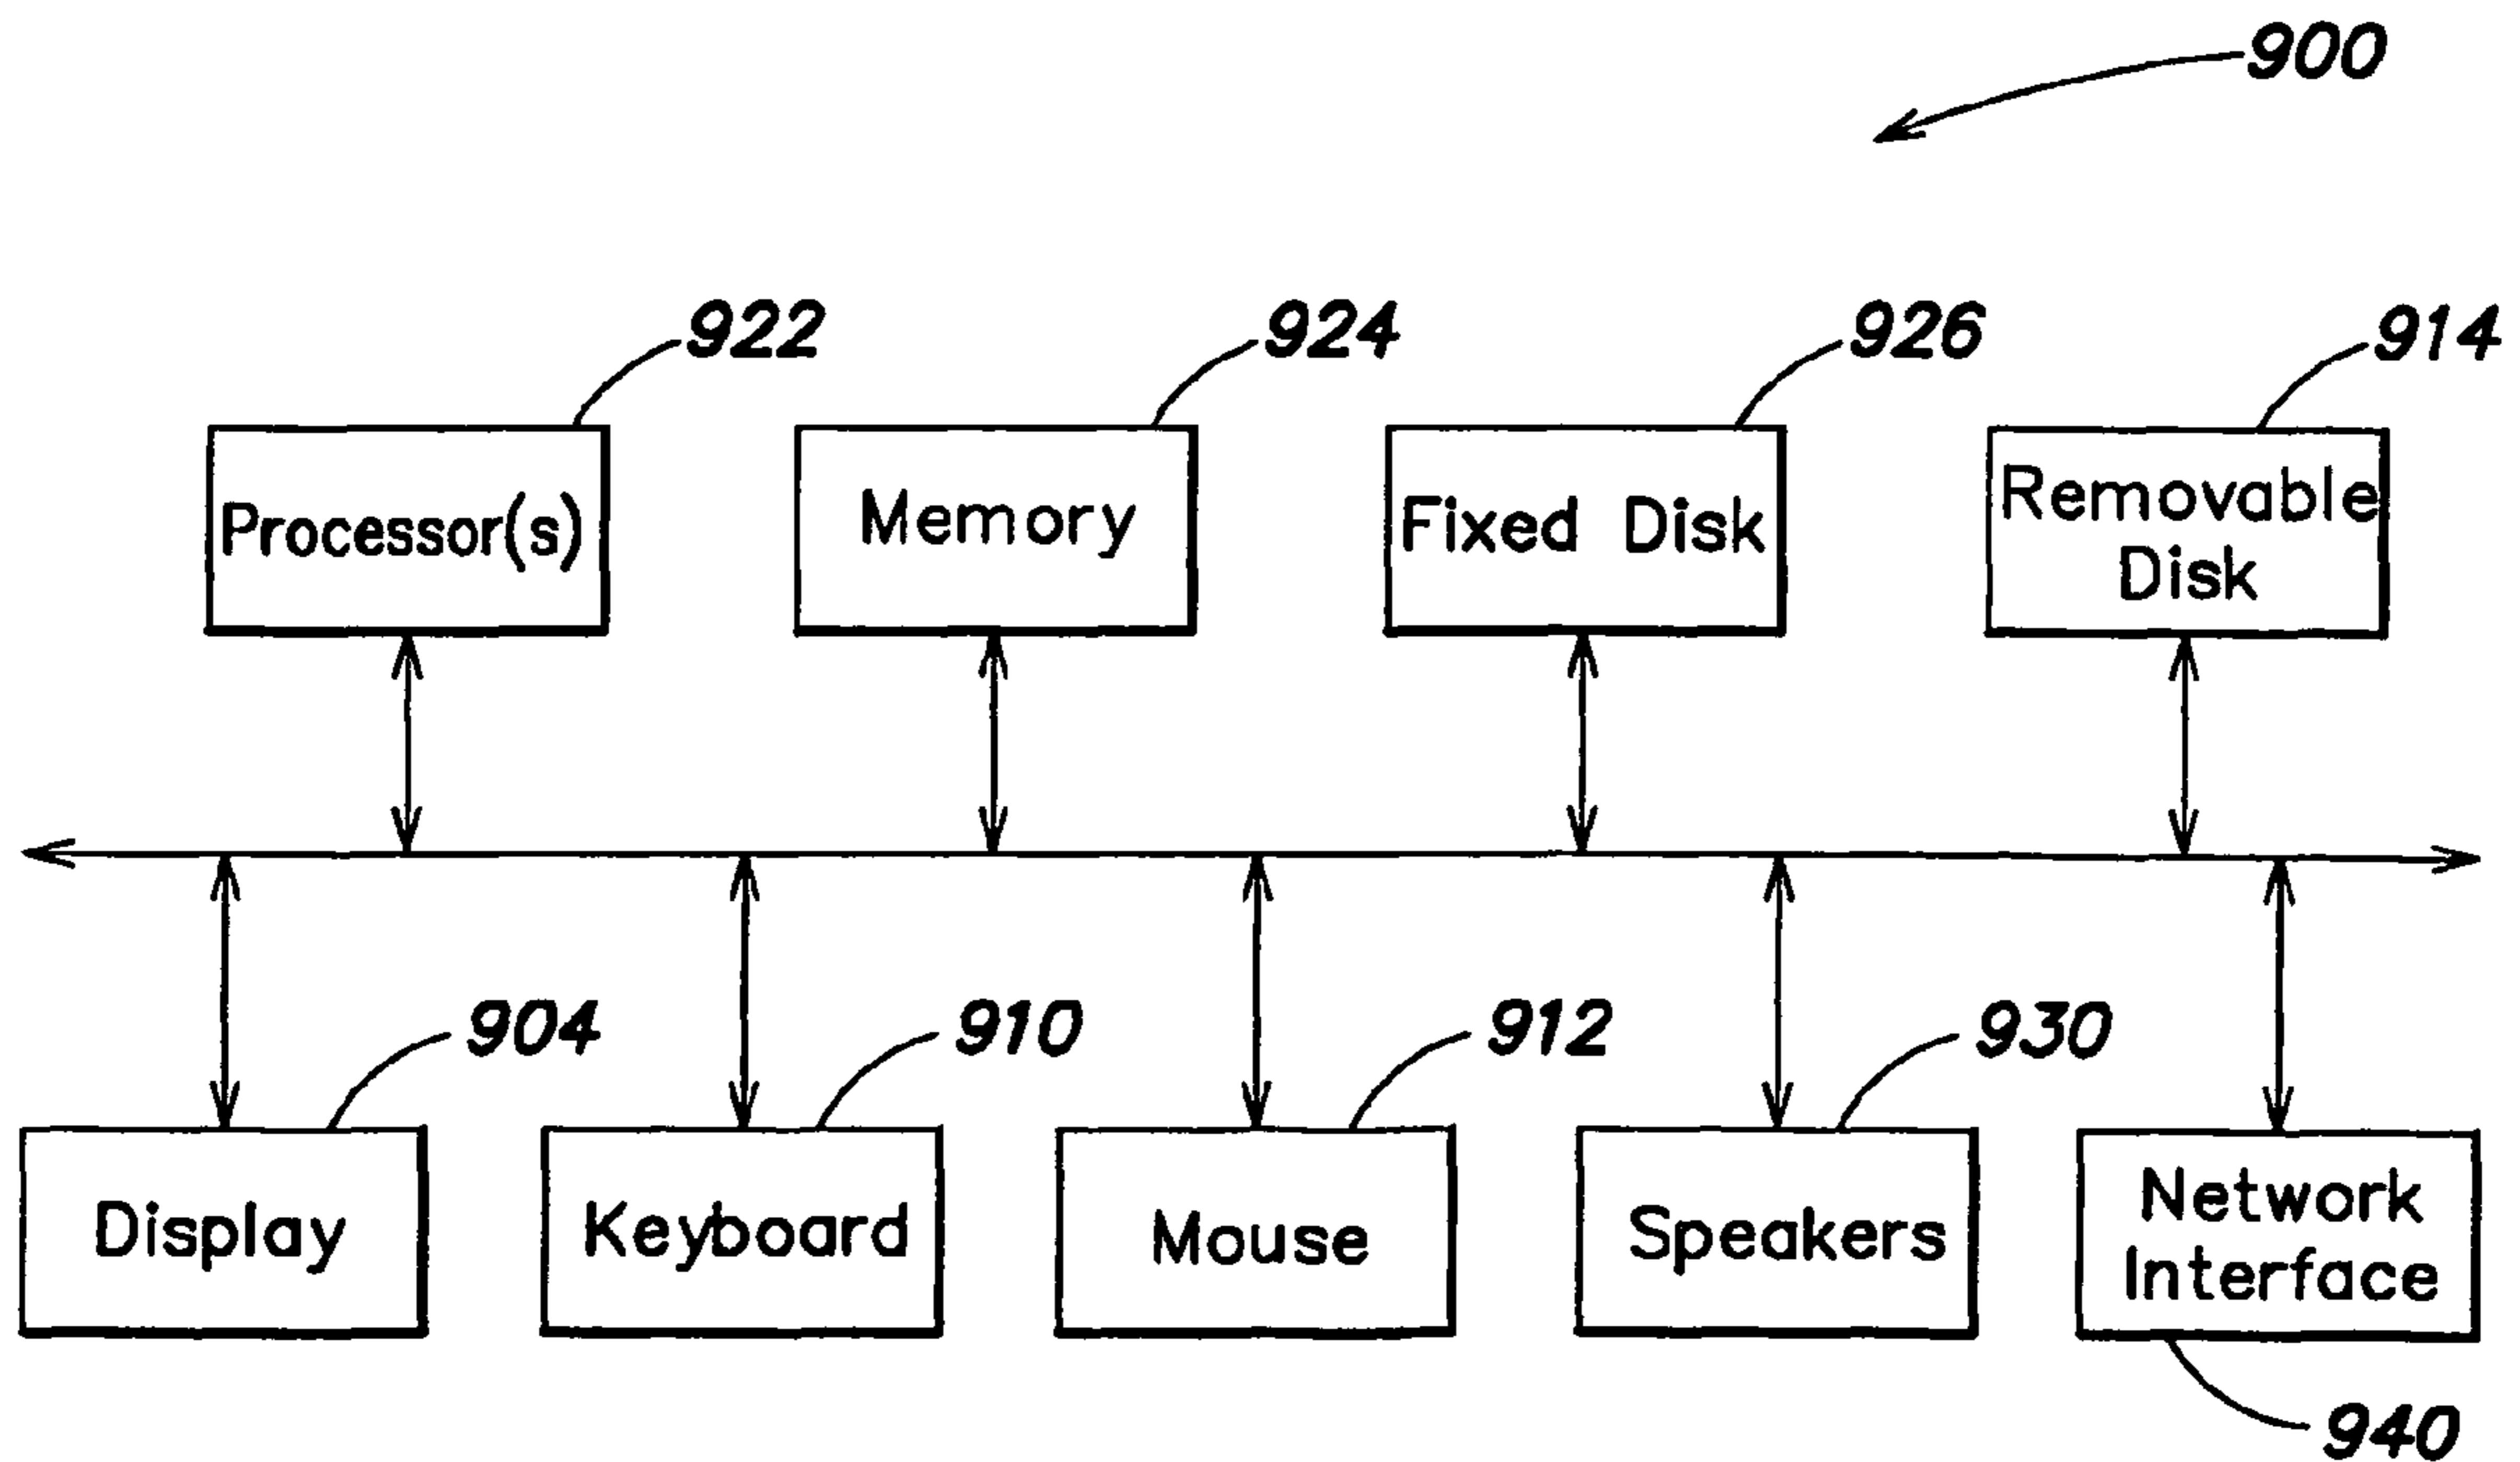 900
922
924
926
914
Processor(s)
Memory
Fixed Disk
Removable
Disk
904
910
912
930
Display
Keyboard
Mouse
Speakers
Network
Interface
940